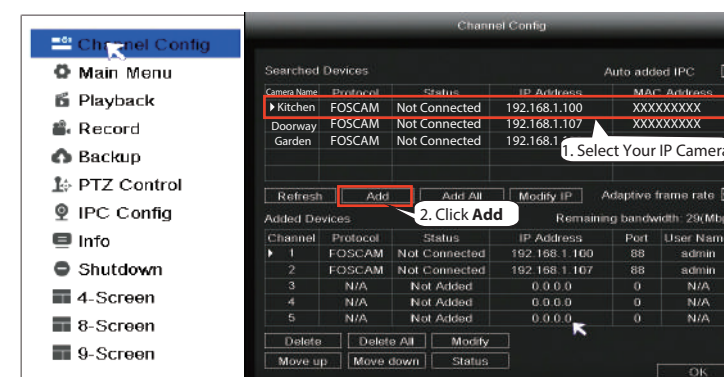 Channel Config
Main Menu
Playback
Record
Backup
PTZ Control
IPC Config
Info
Shutdown
4-Screen
8-Screen
9-Screen
Channel Config
Searched Devices Auto added IPC
Camera Name Protocol Status IP Address MAC Address
Kitchen FOSCAM Not Connected 192.168.1.100 XXXXXXXXX
Doorway FOSCAM Not Connected 192.168.1.107 XXXXXXXXX
Garden FOSCAM Not Connected 192.168.1.
1. Select Your IP Camera
Refresh Add Add All Modify IP Adaptive frame rate
2. Click Add
Added Devices Remaining bandwidth: 29(Mbp
Channel Protocol Status IP Address Port User Nam
1 FOSCAM Not Connected 192.168.1.100 88 admin
2 FOSCAM Not Connected 192.168.1.107 88 admin
3 N/A Not Added 0.0.0.0 0 N/A
4 N/A Not Added 0.0.0.0 0 N/A
5 N/A Not Added 0.0.0.0 0 N/A
Delete Delete All Modify
Move up Move down Status
OK